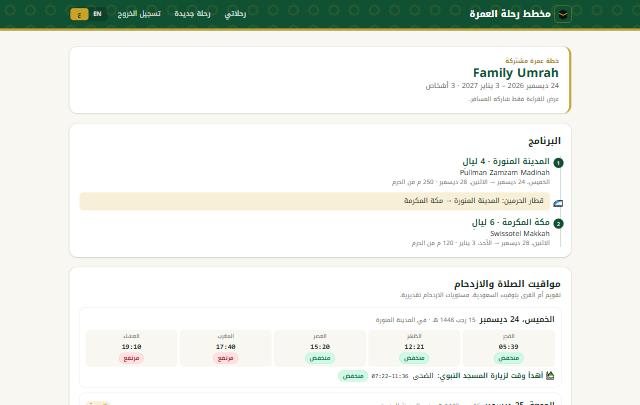 مخطط رحلة العمرة
رحلاتي
رحلة جديدة
تسجيل الخروج
EN
ع
خطة عمرة مشتركة
Family Umrah
24 ديسمبر 2026 – 3 يناير 2027 · 3 أشخاص
عرض للقراءة فقط شاركه المسافر.
البرنامج
1
المدينة المنورة · 4 ليالٍ
Pullman Zamzam Madinah
الخميس، 24 ديسمبر → الاثنين، 28 ديسمبر · 250 م من الحرم
قطار الحرمين: المدينة المنورة → مكة المكرمة
2
مكة المكرمة · 6 ليالٍ
Swissotel Makkah
الاثنين، 28 ديسمبر → الأحد، 3 يناير · 120 م من الحرم
مواقيت الصلاة والازدحام
تقويم أم القرى بتوقيت السعودية. مستويات الازدحام تقديرية.
الخميس، 24 ديسمبر 15 رجب 1448 هـ · في المدينة المنورة
الفجر
05:39
منخفض
الظهر
12:21
منخفض
العصر
15:20
منخفض
المغرب
17:40
مرتفع
العشاء
19:10
مرتفع
أهدأ وقت لزيارة المسجد النبوي: الضحى 07:22–11:36 منخفض